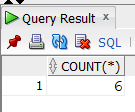 Query Result
SQL
COUNT(*)
1 6